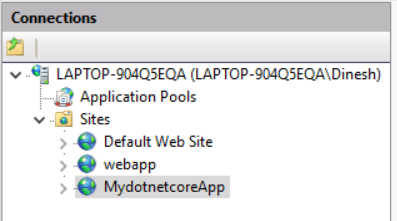 Connections
LAPTOP-904Q5EQA (LAPTOP-904Q5EQA\Dinesh)
Application Pools
Sites
Default Web Site
webapp
MydotnetcoreApp